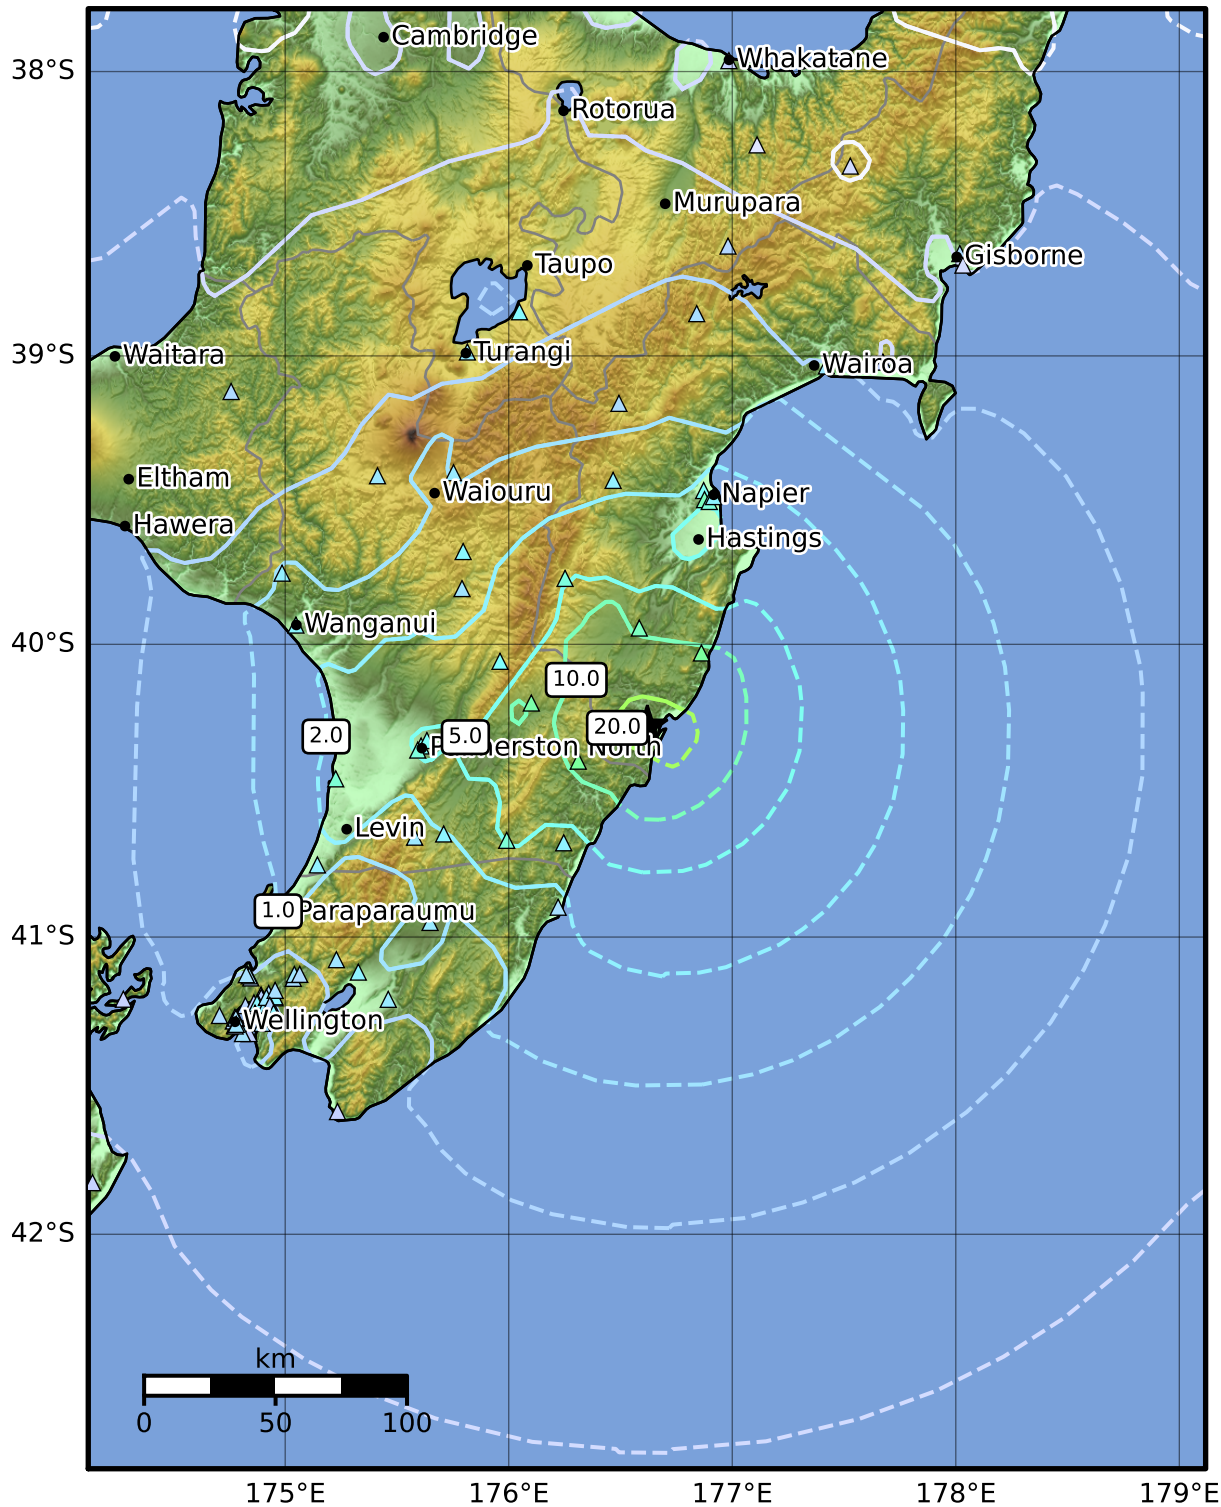 Cambridge
Whakatane
38°S
Rotorua
Murupara
Gisborne
Taupo
Turangi
39°S
Waitara
Wairoa
Eltham
Waiouru
Napier
Hawera
Hastings
Wanganui
40°S
10.0
20.0
2.0
5.0
Palmerston North
Levin
1.0
Paraparaumu
41°S
Wellington
42°S
km
0 50 100
175°E 176°E 177°E 178°E 179°E